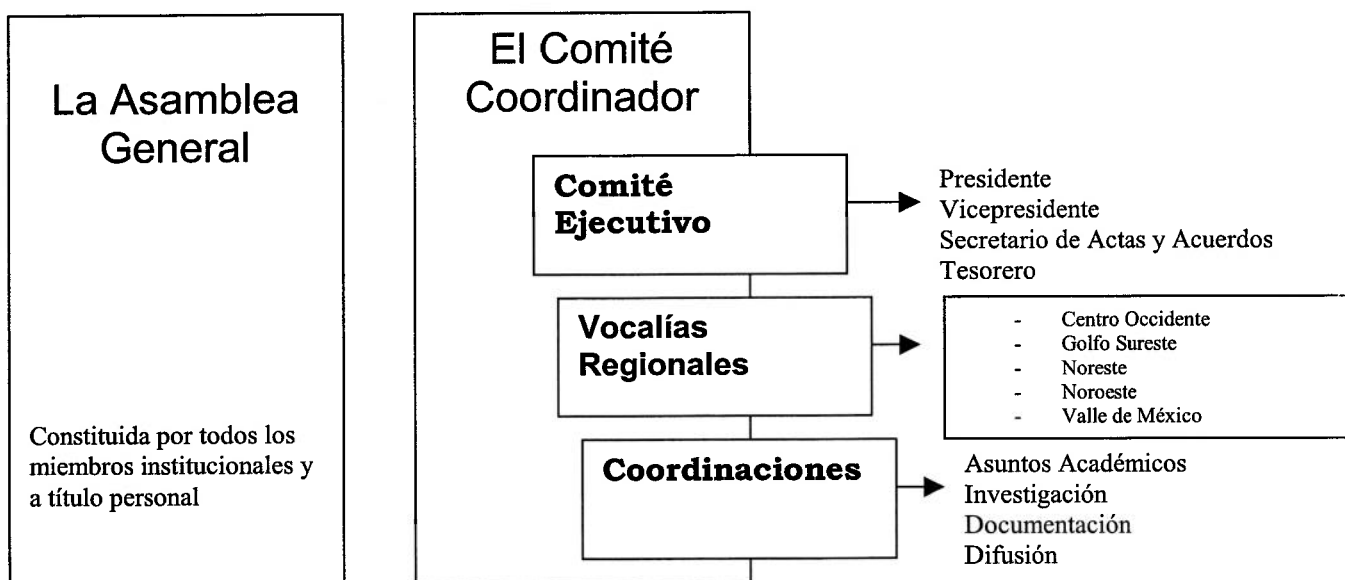 La Asamblea
General
Constituida por todos los
miembros institucionales y
a título personal
El Comité
Coordinador
Comité
Ejecutivo
Presidente
Vicepresidente
Secretario de Actas y Acuerdos
Tesorero
Vocalías
Regionales
- Centro Occidente
- Golfo Sureste
- Noreste
- Noroeste
- Valle de México
Coordinaciones
Asuntos Académicos
Investigación
Documentación
Difusión